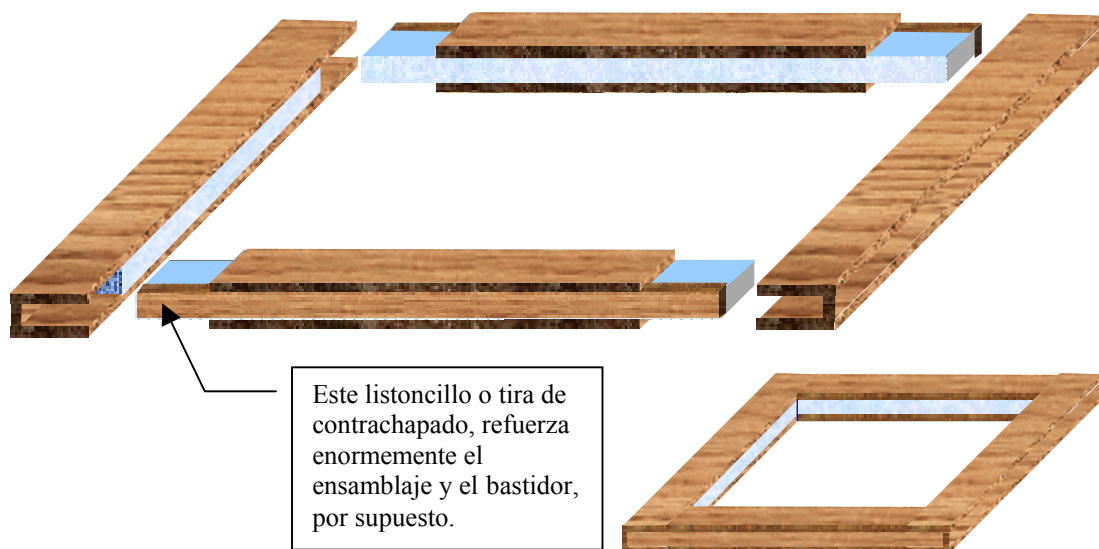 Este listoncillo o tira de
contrachapado, refuerza
enormemente el
ensamblaje y el bastidor,
por supuesto.